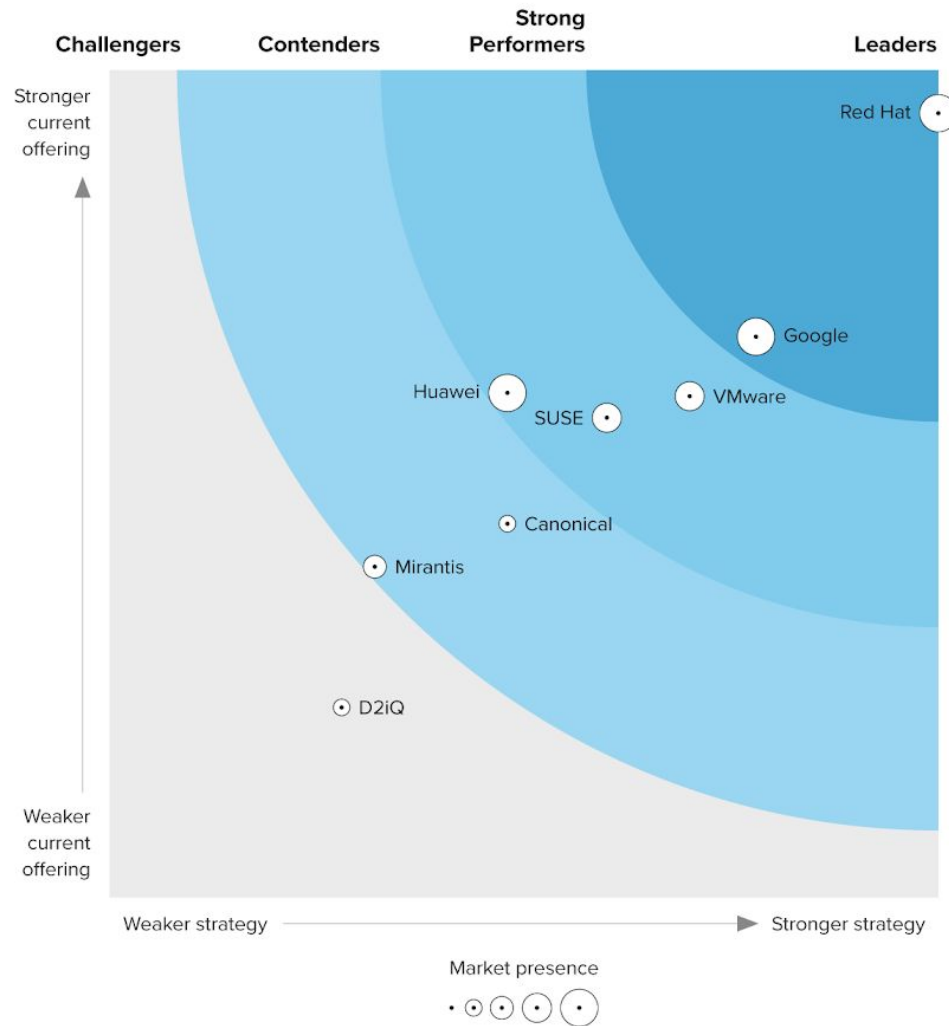 Strong
Challengers Contenders Performers Leaders
Stronger
current
offering
Red Hat
Google
Huawei
VMware
SUSE
Canonical
Mirantis
D2iQ
Weaker
current
offering
Weaker strategy Stronger strategy
Market presence